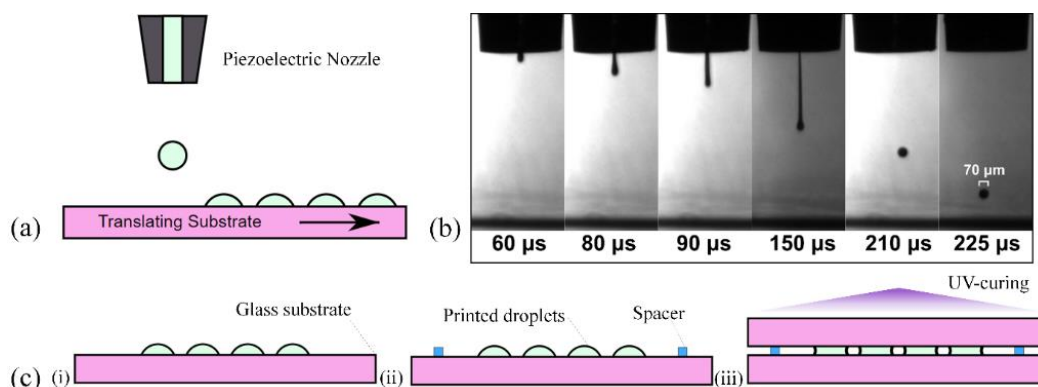 Piezoelectric Nozzle
Translating Substrate
(a)
70 µm
(b)
60 µs
80 µs
90 µs
150 µs
210 µs
225 µs
UV-curing
Glass substrate
Printed droplets
Spacer
(c)
(i)
(ii)
(iii)